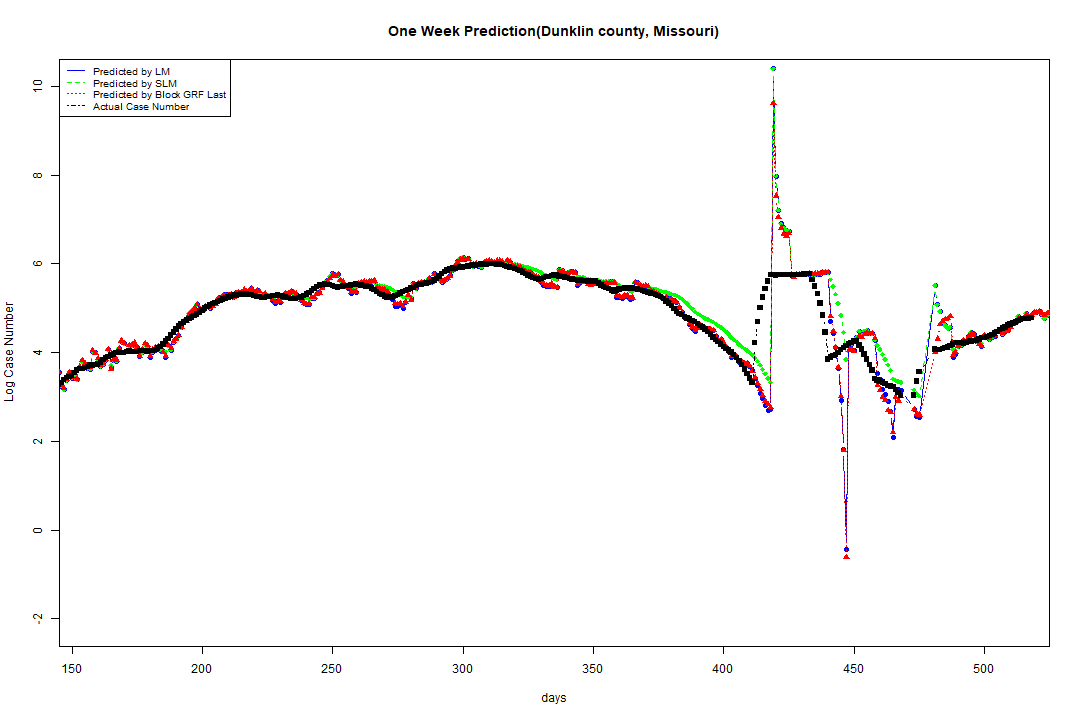 One Week Prediction(Dunklin county, Missouri)
Predicted by LM
Predicted by SLM
Predicted by Block GRF Last
Actual Case Number
10
8
6
4
2
0
-2
Log Case Number
150 200 250 300 350 400 450 500
days